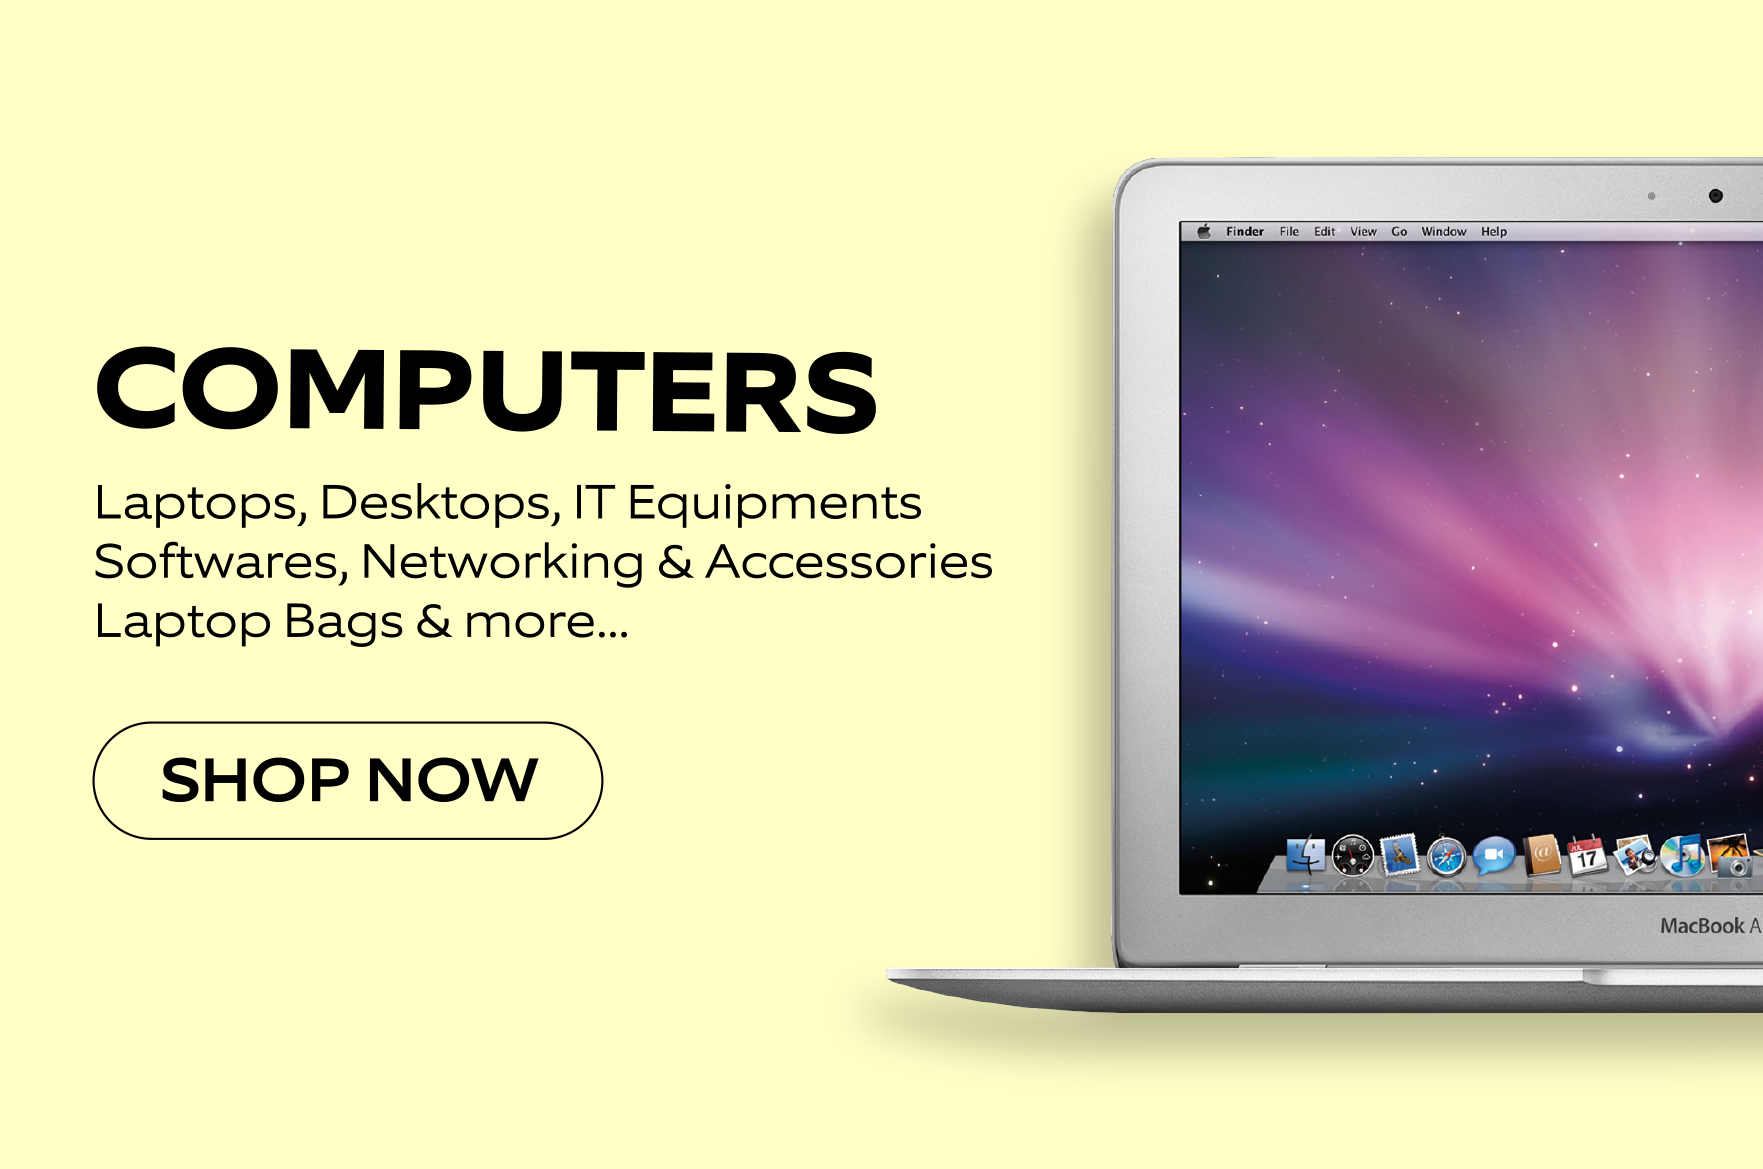 COMPUTERS
Laptops, Desktops, IT Equipments
Softwares, Networking & Accessories
Laptop Bags & more...
SHOP NOW
Finder File Edit View Go Window Help
@
JUL
17
MacBook A